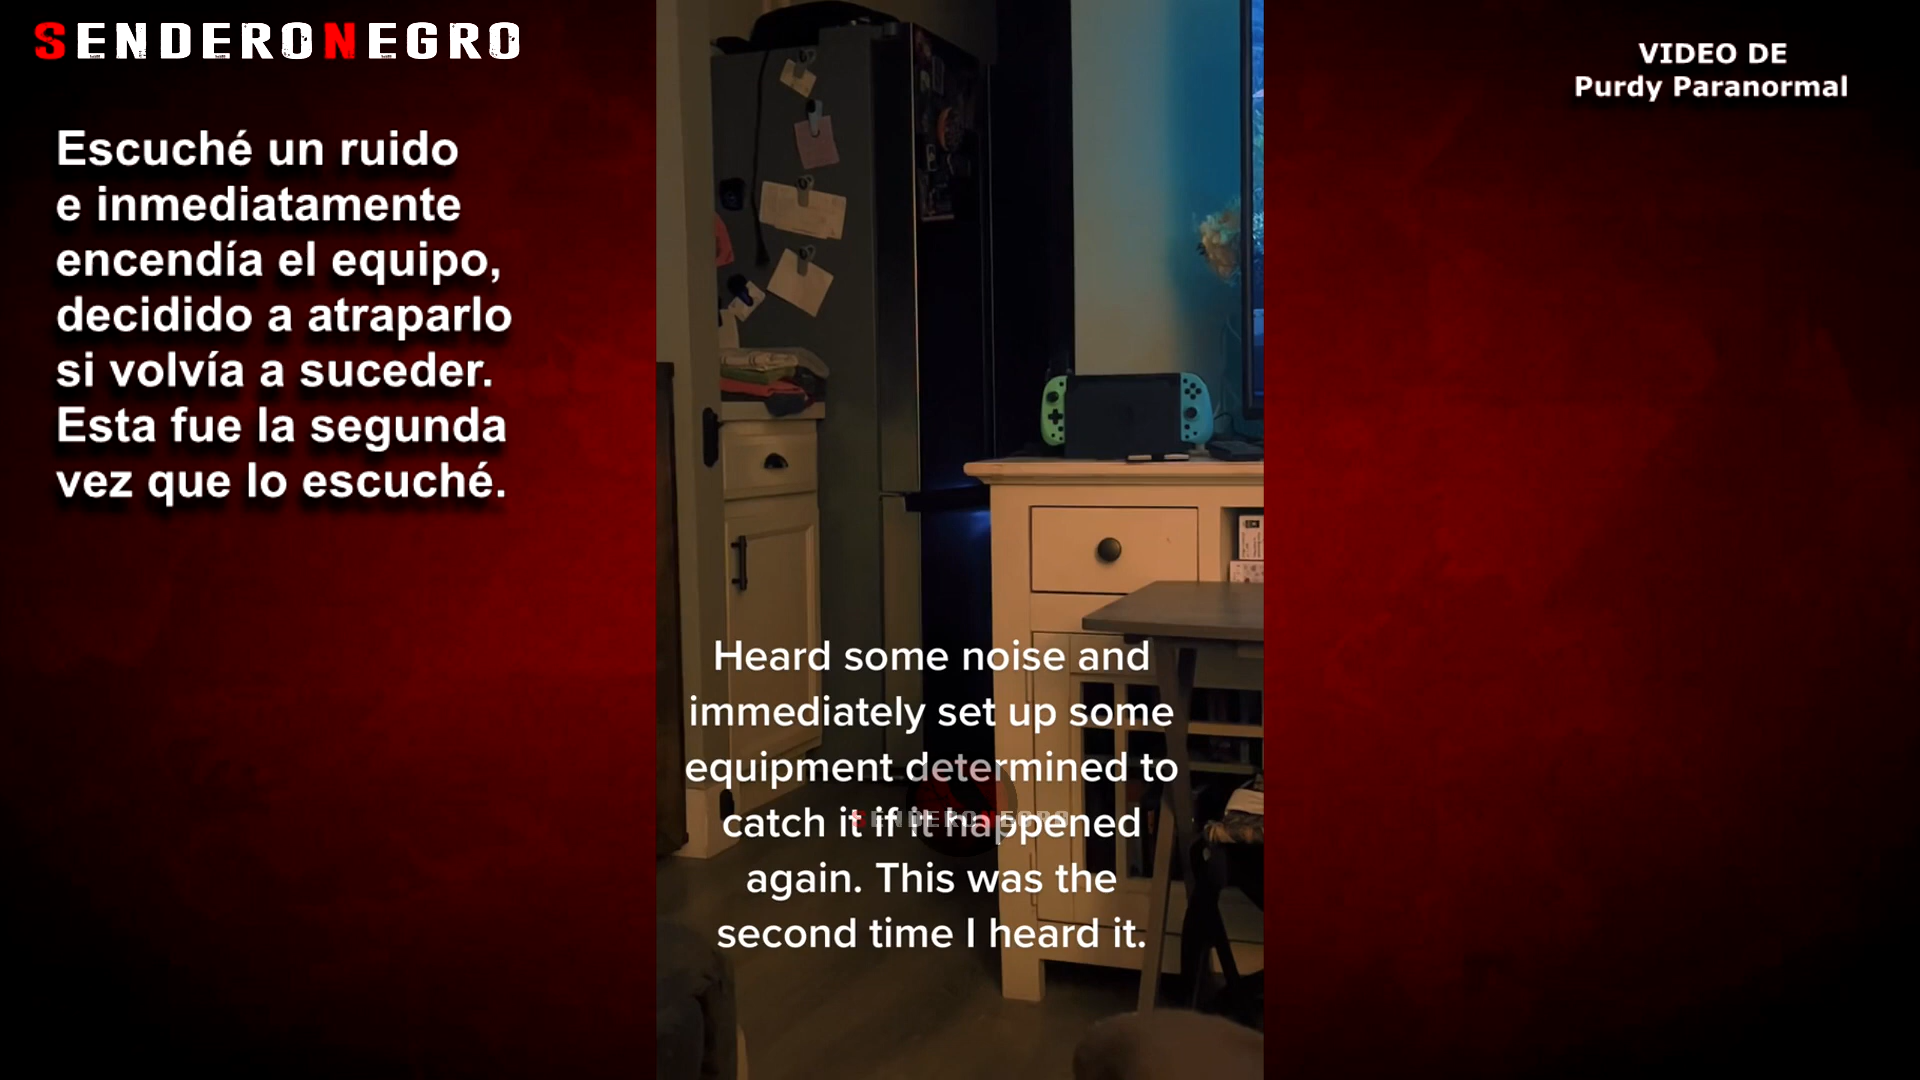 SENDERONEGRO
VIDEO DE
Purdy Paranormal
Escuché un ruido
e inmediatamente
encendía el equipo,
decidido a atraparlo
si volvía a suceder.
Esta fue la segunda
vez que lo escuché.
Heard some noise and
immediately set up some
equipment determined to
catch it if it happened
again. This was the
second time I heard it.
SENDERONEGRO